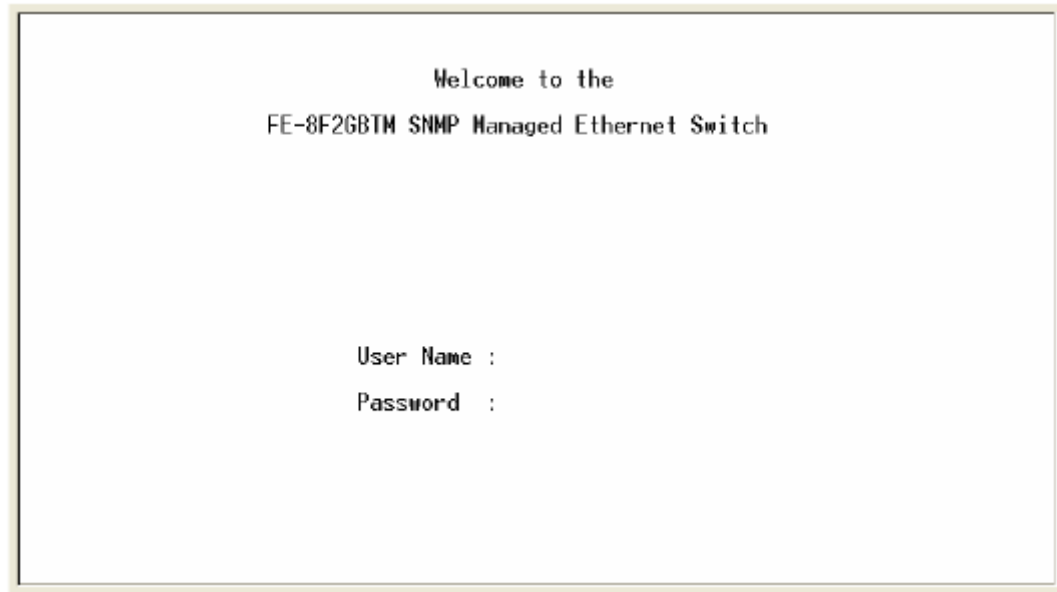 Welcome to the
FE-8F2GBTM SNMP Managed Ethernet Switch
User Name :
Password :